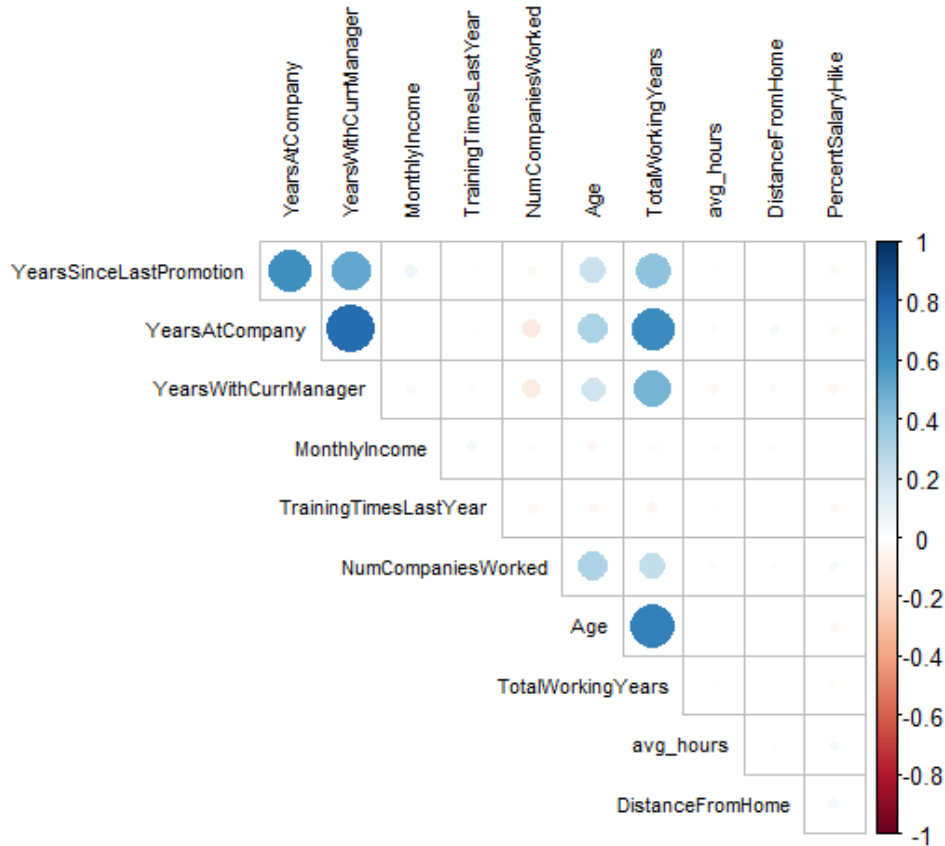 YearsAtCompany
YearsWithCurrManager
MonthlyIncome
TrainingTimesLastYear
NumCompaniesWorked
Age
TotalWorkingYears
avg_hours
DistanceFromHome
PercentSalaryHike
YearsSinceLastPromotion
YearsAtCompany
YearsWithCurrManager
MonthlyIncome
TrainingTimesLastYear
NumCompaniesWorked
Age
TotalWorkingYears
avg_hours
DistanceFromHome
1
0.8
0.6
0.4
0.2
0
-0.2
-0.4
-0.6
-0.8
-1